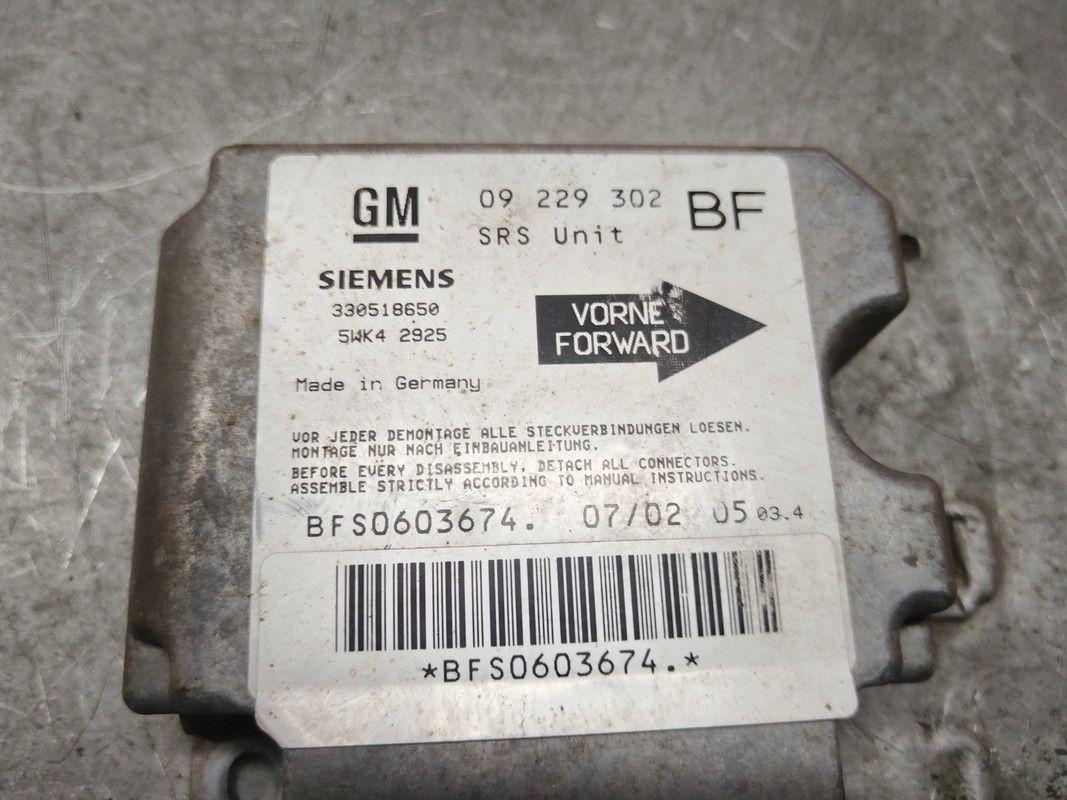 GM 09 229 302 BF
SRS Unit
SIEMENS
330518650
5WK4 2925
VORNE
FORWARD
Made in Germany
VOR JEDER DEMONTAGE ALLE STECKVERBINDUNGEN LOESEN.
MONTAGE NUR NACH EINBAUANLEITUNG.
BEFORE EVERY DISASSEMBLY, DETACH ALL CONNECTORS.
ASSEMBLE STRICTLY ACCORDING TO MANUAL INSTRUCTIONS.
BFS0603674. 07/02 05 03.4
*BFS0603674.*